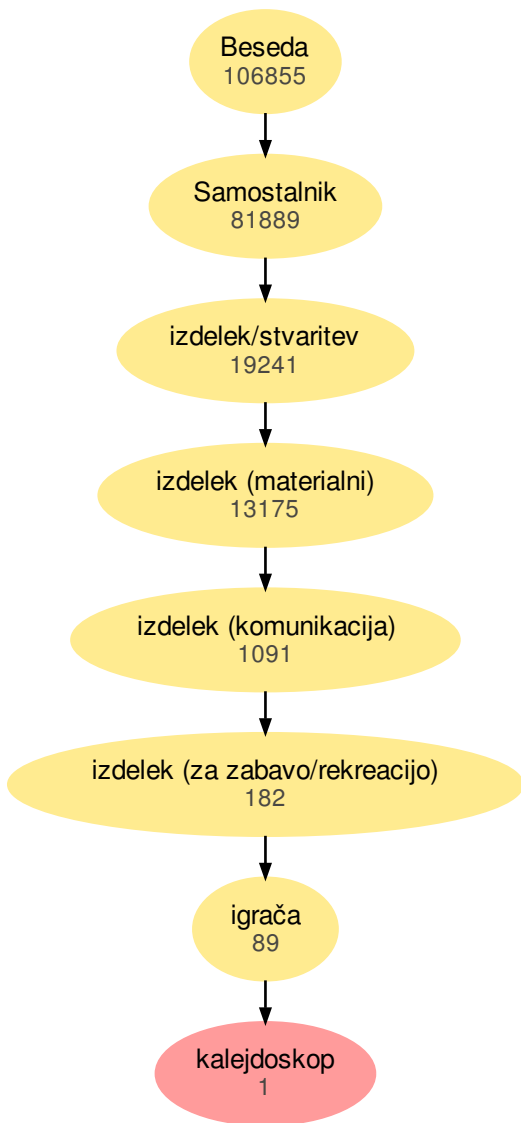 Beseda
106855
Samostalnik
81889
izdelek/stvaritev
19241
izdelek (materialni)
13175
izdelek (komunikacija)
1091
izdelek (za zabavo/rekreacijo)
182
igrača
89
kalejdoskop
1